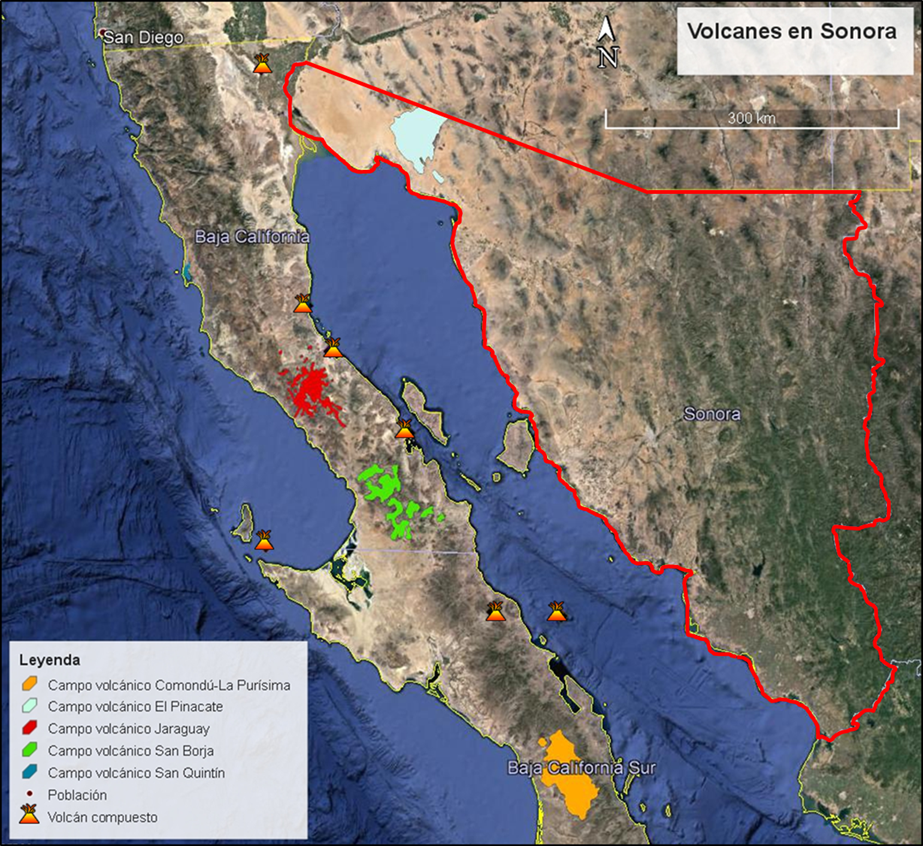 Volcanes en Sonora
San Diego
N
300 km
Baja California
Sonora
Baja California Sur
Leyenda
Campo volcánico Comondú-La Purísima
Campo volcánico El Pinacate
Campo volcánico Jaraguay
Campo volcánico San Borja
Campo volcánico San Quintín
Población
Volcán compuesto